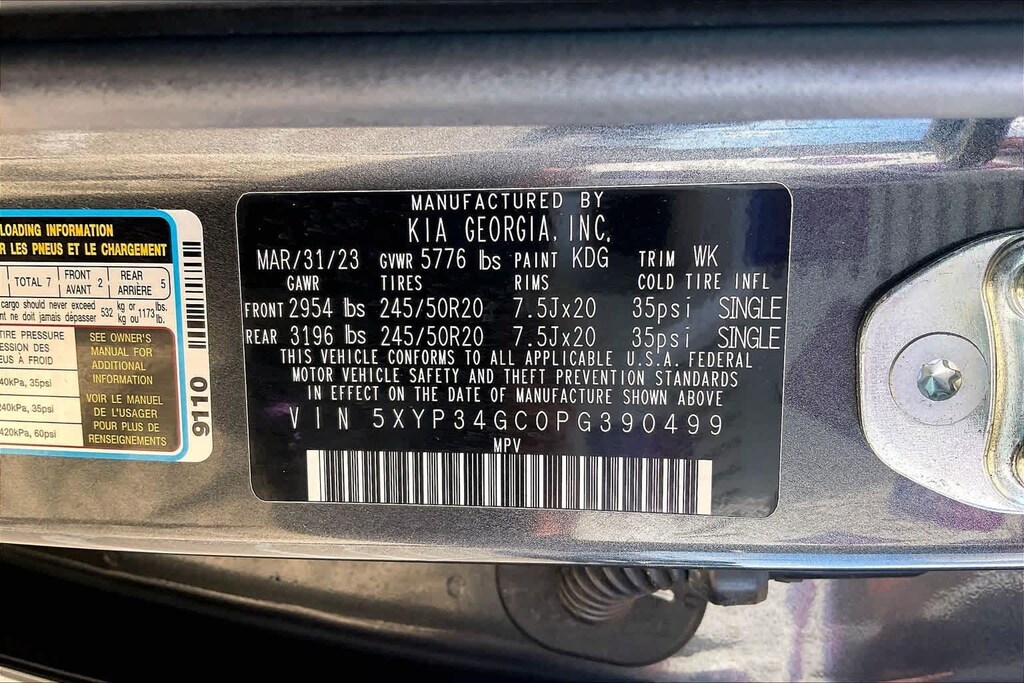 LOADING INFORMATION
R LES PNEUS ET LE CHARGEMENT
TOTAL 7
FRONT AVANT 2
REAR ARRIÈRE 5
cargo should never exceed 532 kg or 1173 lbs.
nt ne doit jamais dépasser kg ou lb.
TIRE PRESSURE
À FROID
40kPa, 35psi
240kPa, 35psi
420kPa, 60psi
SEE OWNER'S
MANUAL FOR
ADDITIONAL
INFORMATION
VOIR LE MANUEL
DE L'USAGER
POUR PLUS DE
RENSEIGNEMENTS
9110
MANUFACTURED BY
KIA GEORGIA, INC.
MAR/31/23 GVWR 5776 lbs PAINT KDG TRIM WK
GAWR TIRES RIMS COLD TIRE INFL
FRONT 2954 lbs 245/50R20 7.5Jx20 35psi SINGLE
REAR 3196 lbs 245/50R20 7.5Jx20 35psi SINGLE
THIS VEHICLE CONFORMS TO ALL APPLICABLE U.S.A. FEDERAL
MOTOR VEHICLE SAFETY AND THEFT PREVENTION STANDARDS
IN EFFECT ON THE DATE OF MANUFACTURE SHOWN ABOVE
VIN 5XYP34GC0PG390499
MPV